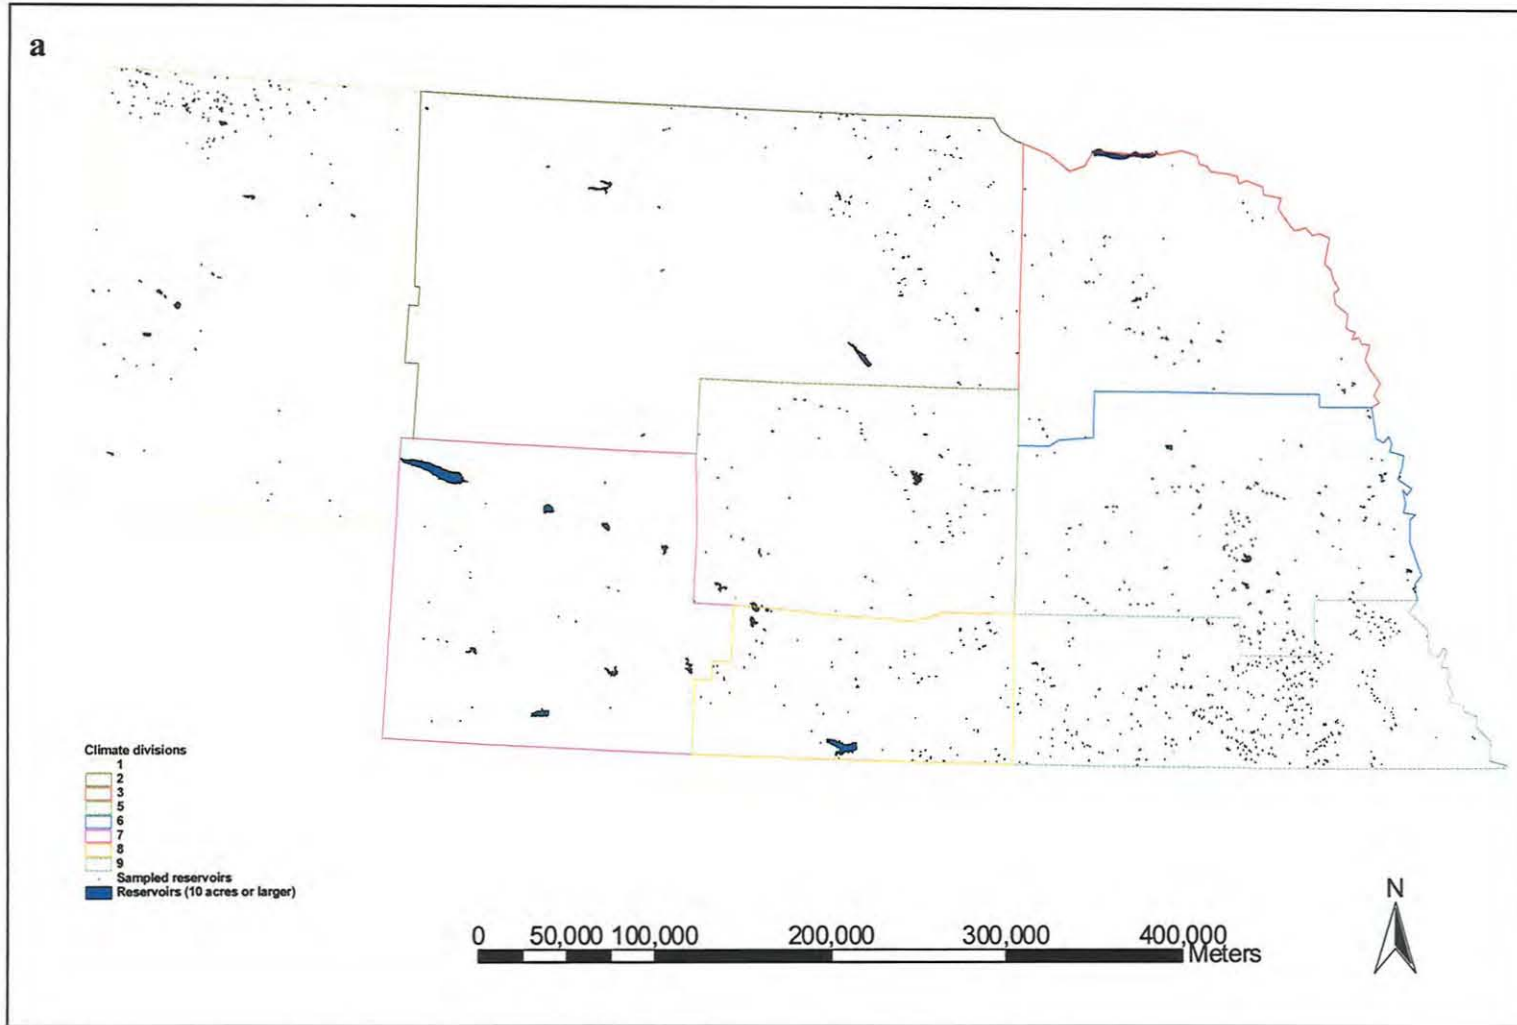 a
Climate divisions
1
2
3
5
6
7
8
9
Sampled reservoirs
Reservoirs (10 acres or larger)
N
0 50,000 100,000 200,000 300,000 400,000
Meters